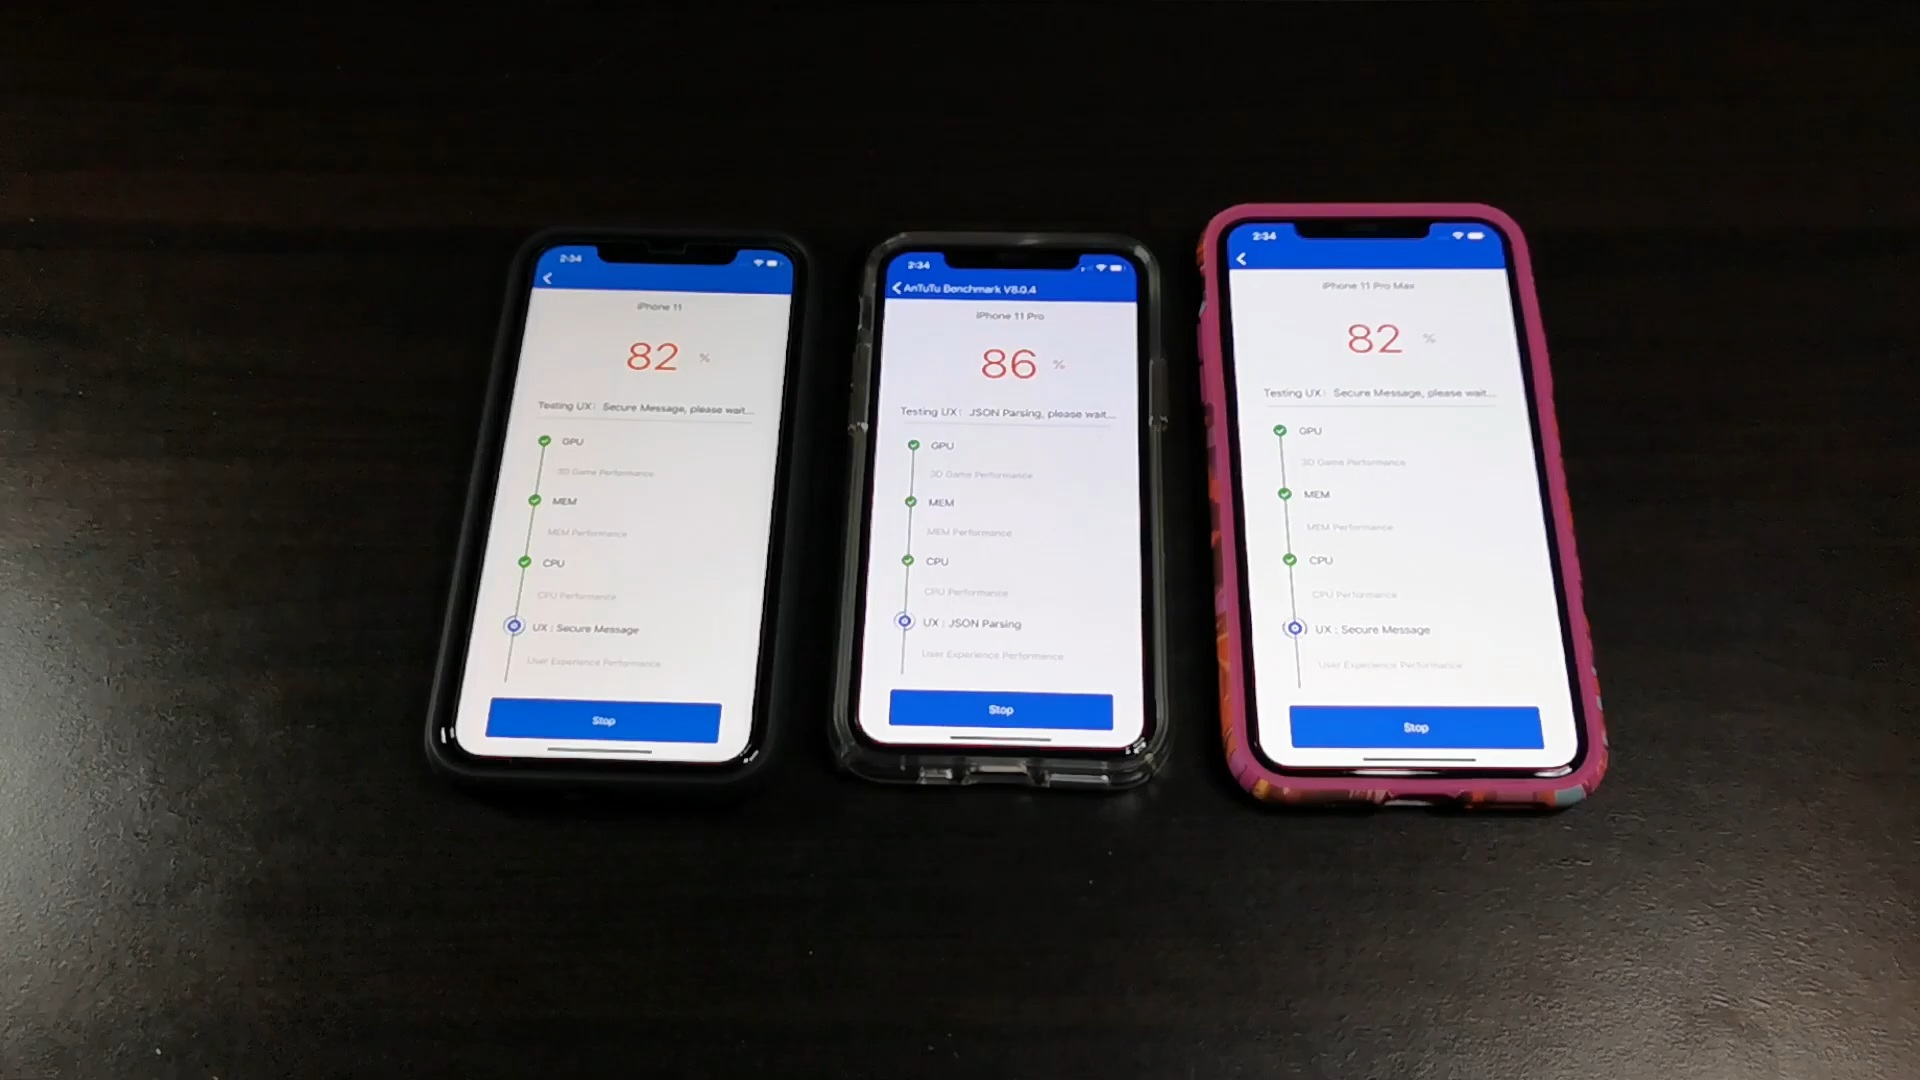 2:34
iPhone 11
82 %
Testing UX: Secure Message, please wait...
GPU
3D Game Performance
MEM
MEM Performance
CPU
CPU Performance
UX : Secure Message
User Experience Performance
Stop
2:34
AnTuTu Benchmark V8.0.4
iPhone 11 Pro
86 %
Testing UX: JSON Parsing, please wait...
GPU
3D Game Performance
MEM
MEM Performance
CPU
CPU Performance
UX : JSON Parsing
User Experience Performance
Stop
2:34
iPhone 11 Pro Max
82 %
Testing UX: Secure Message, please wait...
GPU
3D Game Performance
MEM
MEM Performance
CPU
CPU Performance
UX : Secure Message
User Experience Performance
Stop